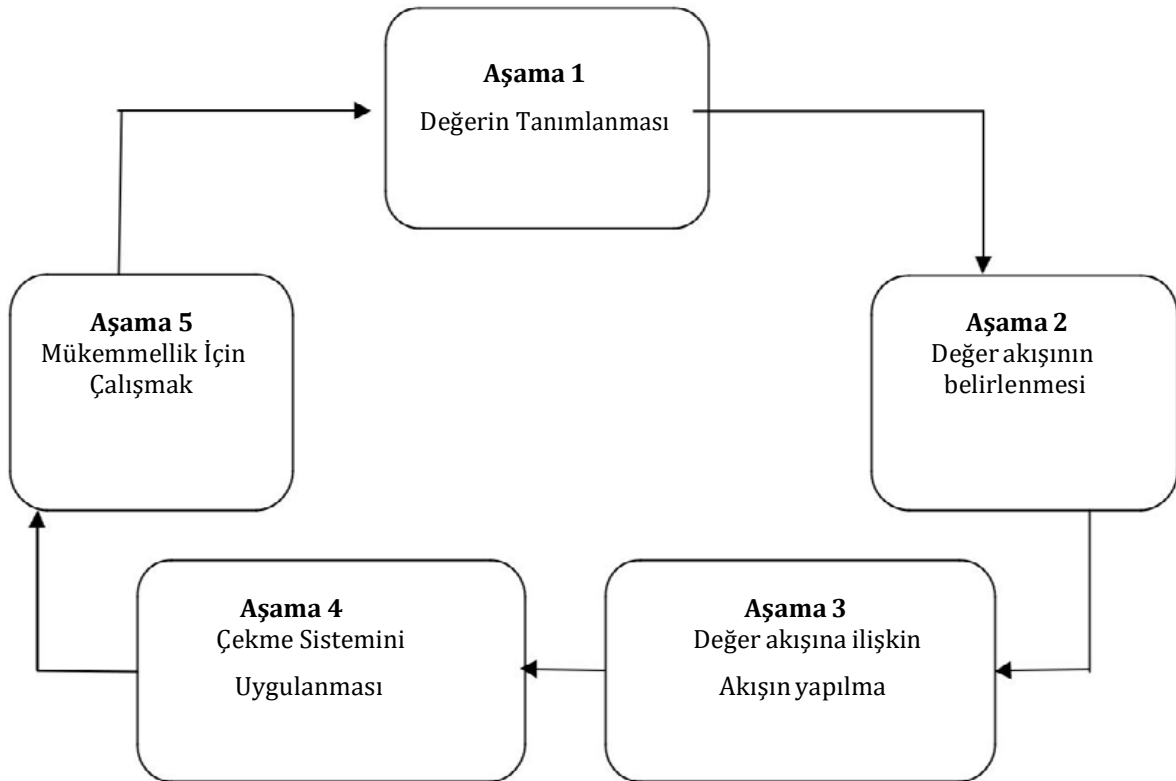 Aşama 1
Değerin Tanımlanması
Aşama 2
Değer akışının
belirlenmesi
Aşama 3
Değer akışına ilişkin
Akışın yapılma
Aşama 4
Çekme Sistemini
Uygulanması
Aşama 5
Mükemmellik İçin
Çalışmak